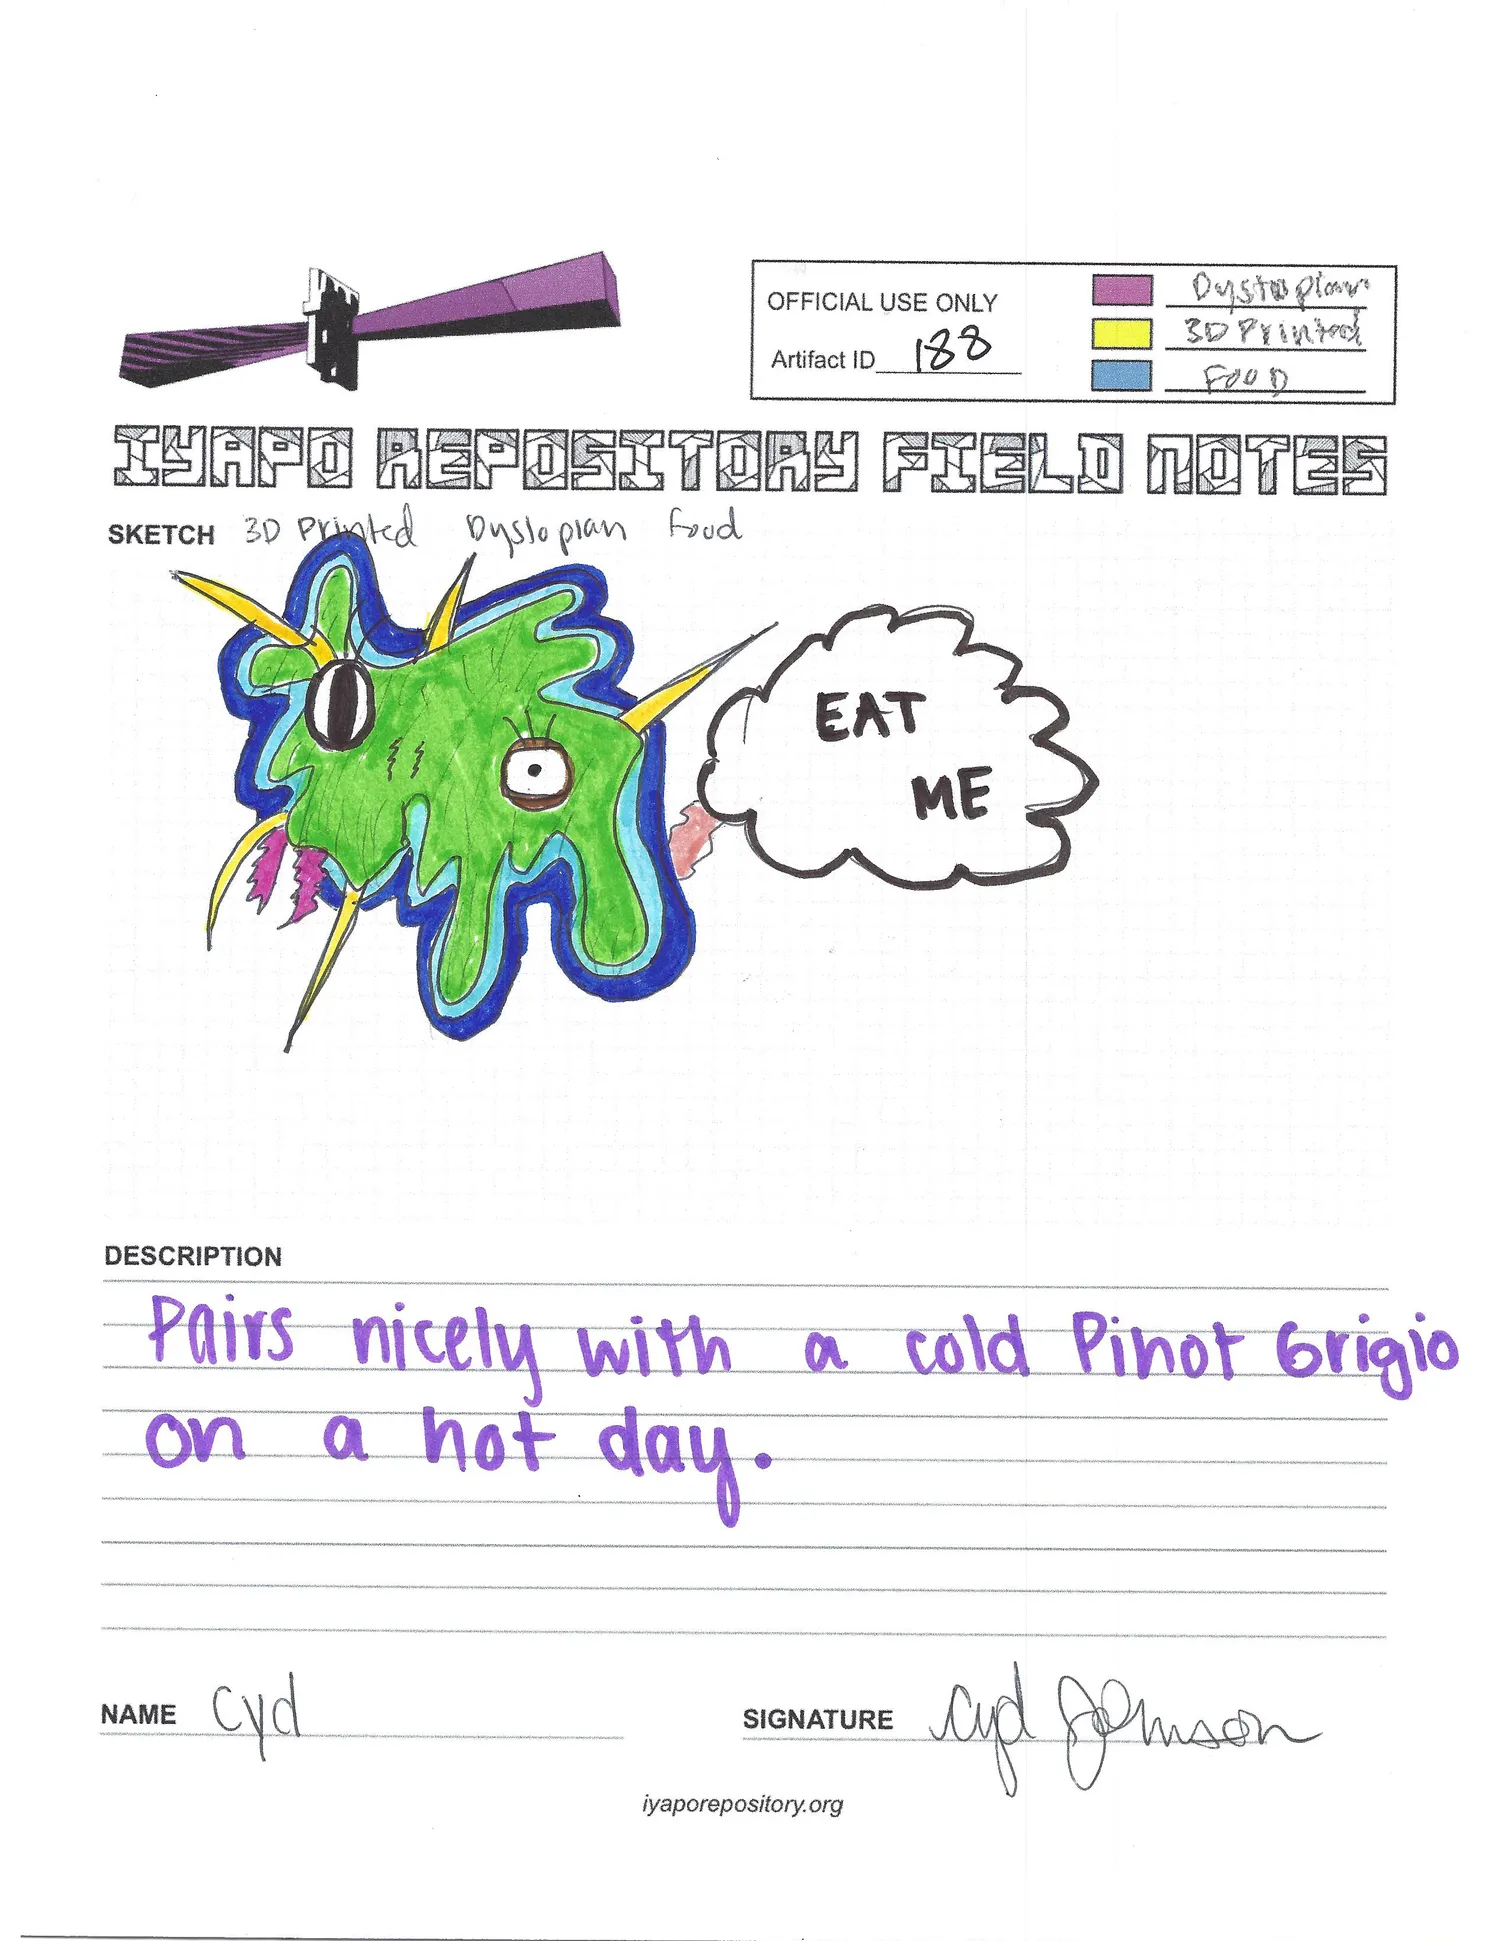 OFFICIAL USE ONLY
Artifact ID 188
Dystopian
3D Printed
FOOD
IYAPO REPOSITORY FIELD NOTES
SKETCH 3D Printed Dystopian Food
EAT
ME
DESCRIPTION
Pairs nicely with a cold Pinot Grigio
on a hot day.
NAME Cyd
SIGNATURE Cyd Johnson
iyaporepository.org